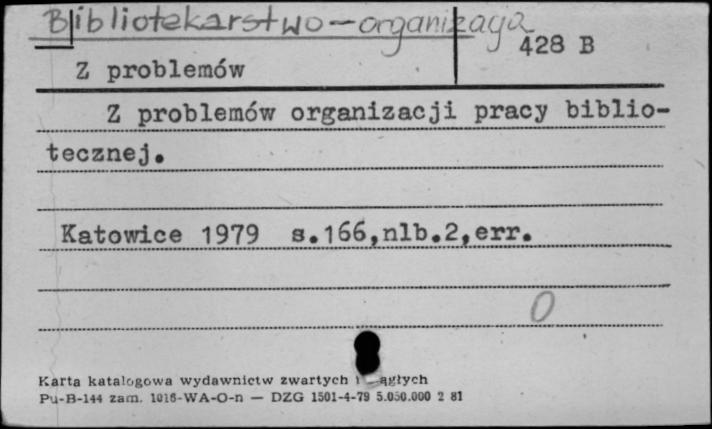 Bibliotekarstwo - organizacja
428 B
Z problemów
Z problemów organizacji pracy biblio-
tecznej.
Katowice 1979 s.166,nlb.2,err.
0
Karta katalogowa wydawnictw zwartych i
Pu-B-144 zam. 1016-WA-O-n — DZG 1501-4-79 5.050.000 2 81